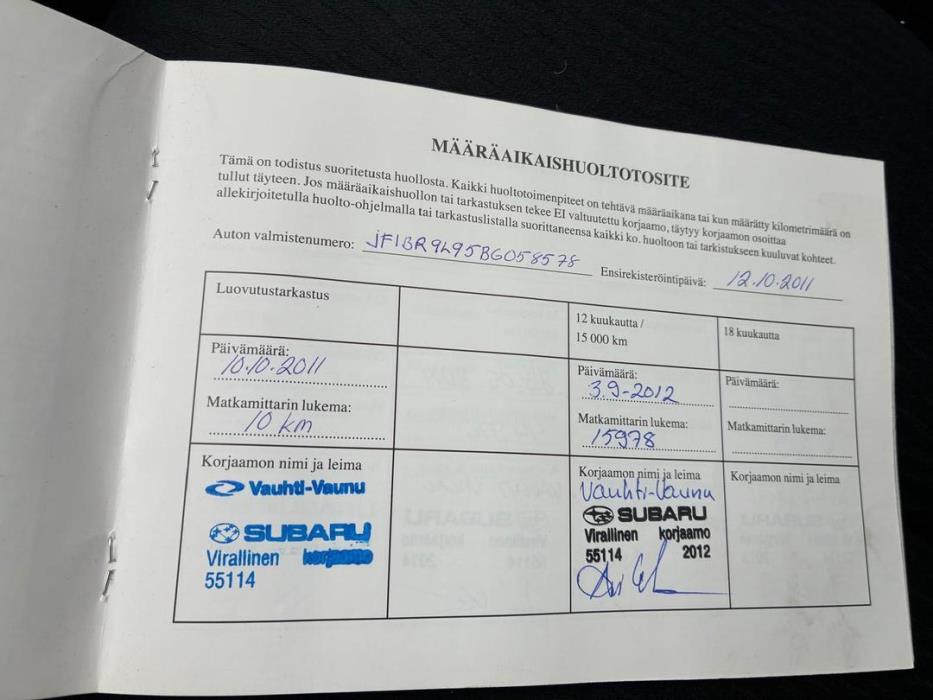 MÄÄRÄAIKAISHUOLTOTOSITE
Tämä on todistus suoritetusta huollosta. Kaikki huoltotoimenpiteet on tehtävä määräaikana tai kun määrätty kilometrimäärä on
tullut täyteen. Jos määräaikaishuollon tai tarkastuksen tekee EI valtuutettu korjaamo, täytyy korjaamon osoittaa
allekirjoitetulla huolto-ohjelmalla tai tarkastuslistalla suorittaneensa kaikki ko. huoltoon tai tarkistukseen kuuluvat kohteet.
Auton valmistenumero: JF1BR9L95BG058578 Ensirekisteröintipäivä: 12.10.2011
Luovutustarkastus
Päivämäärä:
10.10.2011
Matkamittarin lukema:
10 km
Korjaamon nimi ja leima
Vauhti-Vaunu
SUBARU
Virallinen korjaamo
55114
12 kuukautta /
15 000 km
Päivämäärä:
3.9-2012
Matkamittarin lukema:
15978
Korjaamon nimi ja leima
Vauhti-Vaunu
SUBARU
Virallinen korjaamo
55114 2012
18 kuukautta
Päivämäärä:
Matkamittarin lukema:
Korjaamon nimi ja leima